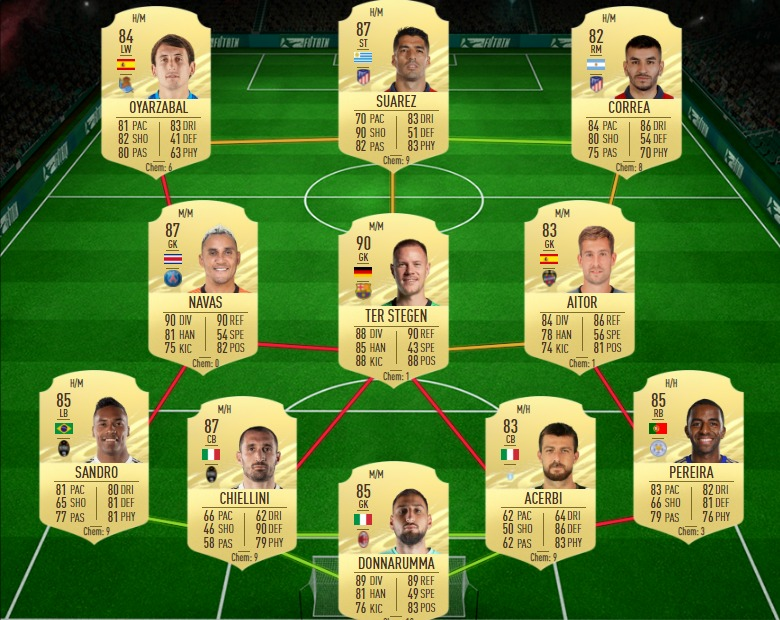 H/M
84
LW
OYARZABAL
81 PAC 83 DRI
82 SHO 41 DEF
80 PAS 63 PHY
Chem: 6
H/M
87
ST
SUAREZ
70 PAC 83 DRI
90 SHO 51 DEF
82 PAS 83 PHY
Chem: 9
H/M
82
RM
CORREA
84 PAC 86 DRI
80 SHO 54 DEF
75 PAS 70 PHY
Chem: 8
M/M
87
GK
NAVAS
90 DIV 90 REF
81 HAN 54 SPE
75 KIC 82 POS
Chem: 0
M/M
90
GK
TER STEGEN
88 DIV 90 REF
85 HAN 43 SPE
88 KIC 88 POS
Chem: 1
M/M
83
GK
AITOR
84 DIV 86 REF
78 HAN 56 SPE
74 KIC 81 POS
Chem: 1
H/M
85
LB
SANDRO
81 PAC 80 DRI
65 SHO 81 DEF
77 PAS 81 PHY
Chem: 9
M/H
87
CB
CHIELLINI
66 PAC 62 DRI
46 SHO 90 DEF
58 PAS 79 PHY
Chem: 9
M/M
85
GK
DONNARUMMA
89 DIV 89 REF
81 HAN 49 SPE
76 KIC 83 POS
M/H
83
CB
ACERBI
62 PAC 64 DRI
50 SHO 86 DEF
62 PAS 83 PHY
Chem: 9
H/H
85
RB
PEREIRA
83 PAC 82 DRI
66 SHO 81 DEF
79 PAS 76 PHY
Chem: 3